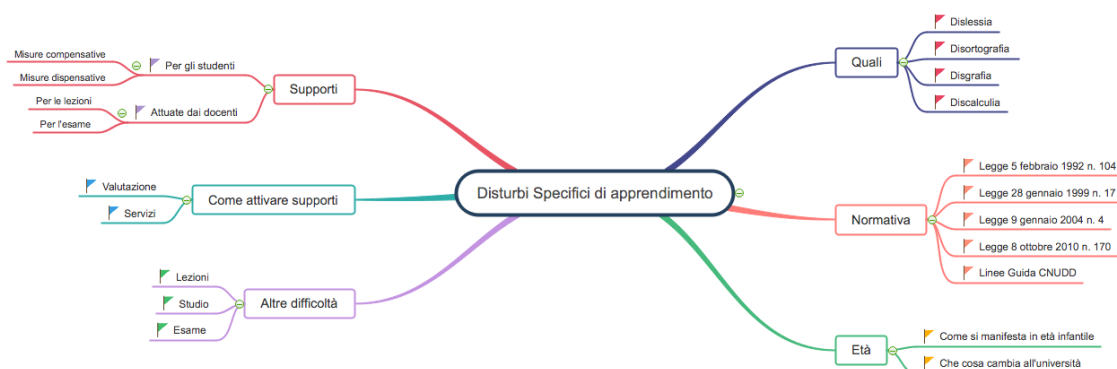 Disturbi Specifici di apprendimento
Quali
Dislessia
Disortografia
Disgrafia
Discalculia
Normativa
Legge 5 febbraio 1992 n. 104
Legge 28 gennaio 1999 n. 17
Legge 9 gennaio 2004 n. 4
Legge 8 ottobre 2010 n. 170
Linee Guida CNUDD
Età
Come si manifesta in età infantile
Che cosa cambia all'università
Supporti
Per gli studenti
Misure compensative
Misure dispensative
Attuate dai docenti
Per le lezioni
Per l'esame
Come attivare supporti
Valutazione
Servizi
Altre difficoltà
Lezioni
Studio
Esame